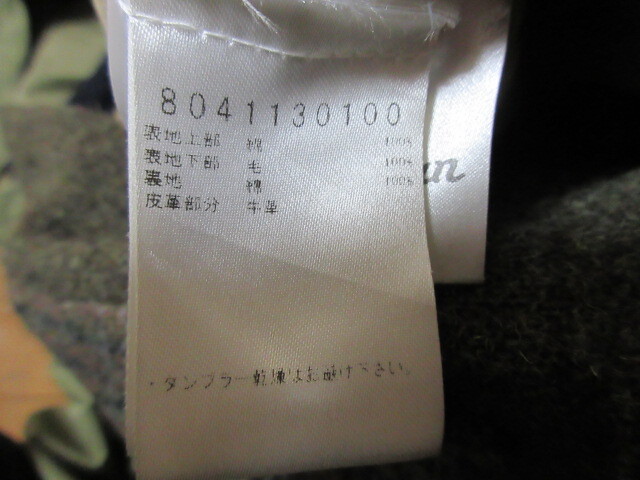 8041130100
表地上部 綿 100%
表地下部 毛 100%
裏地 綿 100%
皮革部分 牛革
・タンブラー乾燥はお避け下さい。